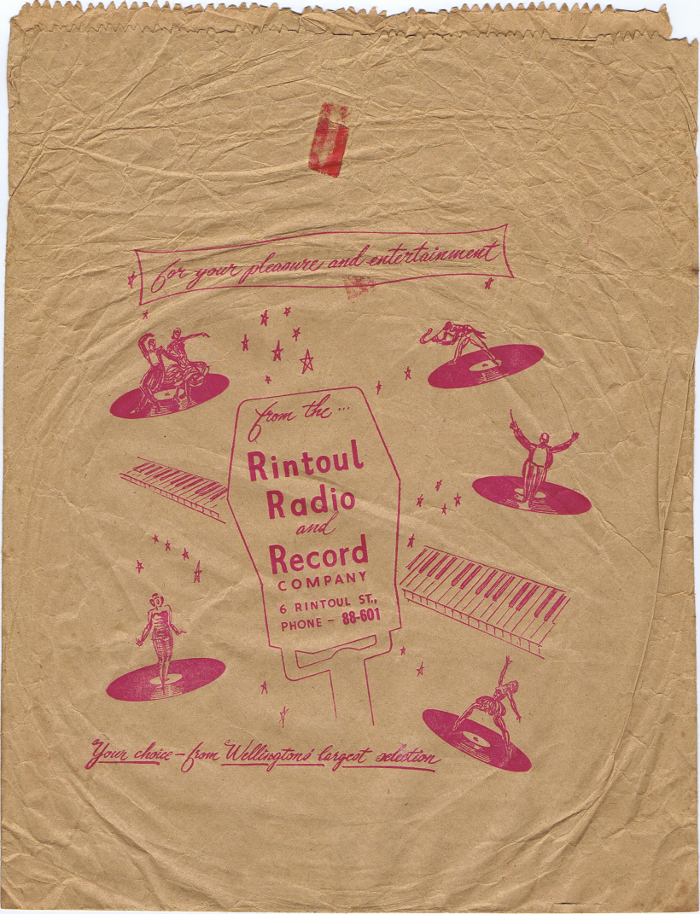 for your pleasure and entertainment
from the...
Rintoul
Radio
and
Record
COMPANY
6 RINTOUL ST.,
PHONE – 88-601
Your choice – from Wellington's largest selection